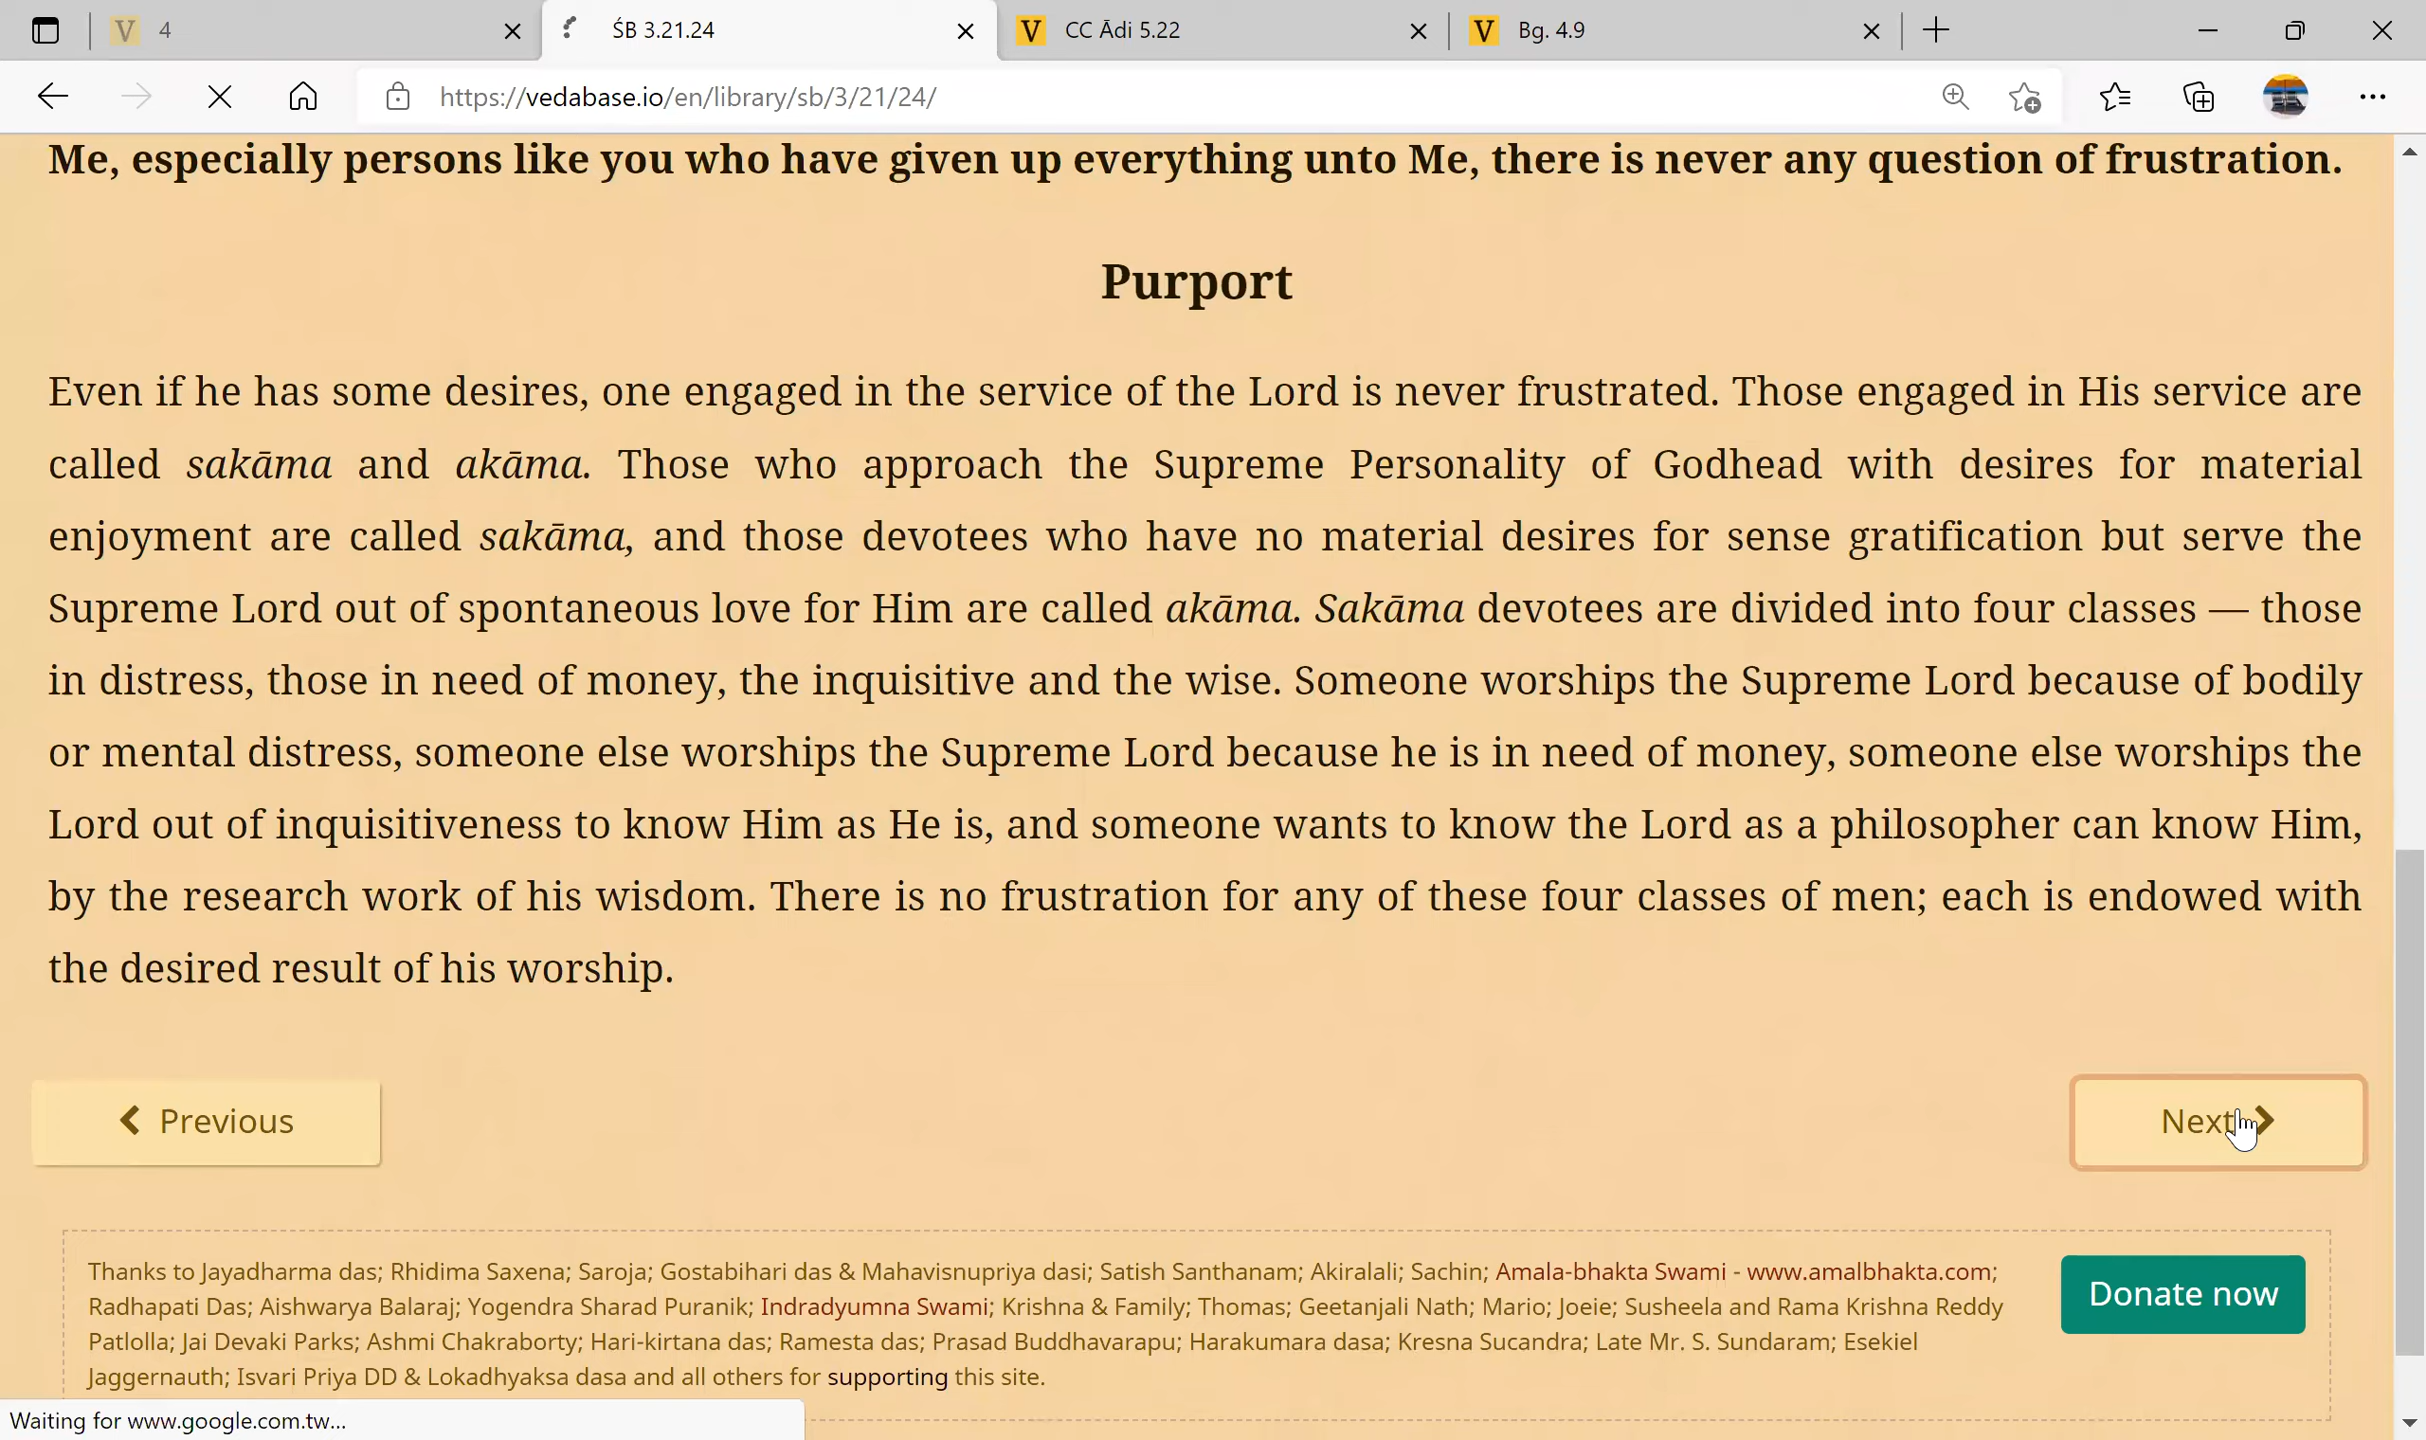 V 4
ŚB 3.21.24
V CC Ādi 5.22
V Bg. 4.9
https://vedabase.io/en/library/sb/3/21/24/
Me, especially persons like you who have given up everything unto Me, there is never any question of frustration.
Purport
Even if he has some desires, one engaged in the service of the Lord is never frustrated. Those engaged in His service are
called sakāma and akāma. Those who approach the Supreme Personality of Godhead with desires for material
enjoyment are called sakāma, and those devotees who have no material desires for sense gratification but serve the
Supreme Lord out of spontaneous love for Him are called akāma. Sakāma devotees are divided into four classes — those
in distress, those in need of money, the inquisitive and the wise. Someone worships the Supreme Lord because of bodily
or mental distress, someone else worships the Supreme Lord because he is in need of money, someone else worships the
Lord out of inquisitiveness to know Him as He is, and someone wants to know the Lord as a philosopher can know Him,
by the research work of his wisdom. There is no frustration for any of these four classes of men; each is endowed with
the desired result of his worship.
Previous
Next
Thanks to Jayadharma das; Rhidima Saxena; Saroja; Gostabihari das & Mahavisnupriya dasi; Satish Santhanam; Akiralali; Sachin; Amala-bhakta Swami - www.amalbhakta.com;
Radhapati Das; Aishwarya Balaraj; Yogendra Sharad Puranik; Indradyumna Swami; Krishna & Family; Thomas; Geetanjali Nath; Mario; Joeie; Susheela and Rama Krishna Reddy
Patlolla; Jai Devaki Parks; Ashmi Chakraborty; Hari-kirtana das; Ramesta das; Prasad Buddhavarapu; Harakumara dasa; Kresna Sucandra; Late Mr. S. Sundaram; Esekiel
Jaggernauth; Isvari Priya DD & Lokadhyaksa dasa and all others for supporting this site.
Donate now
Waiting for www.google.com.tw...